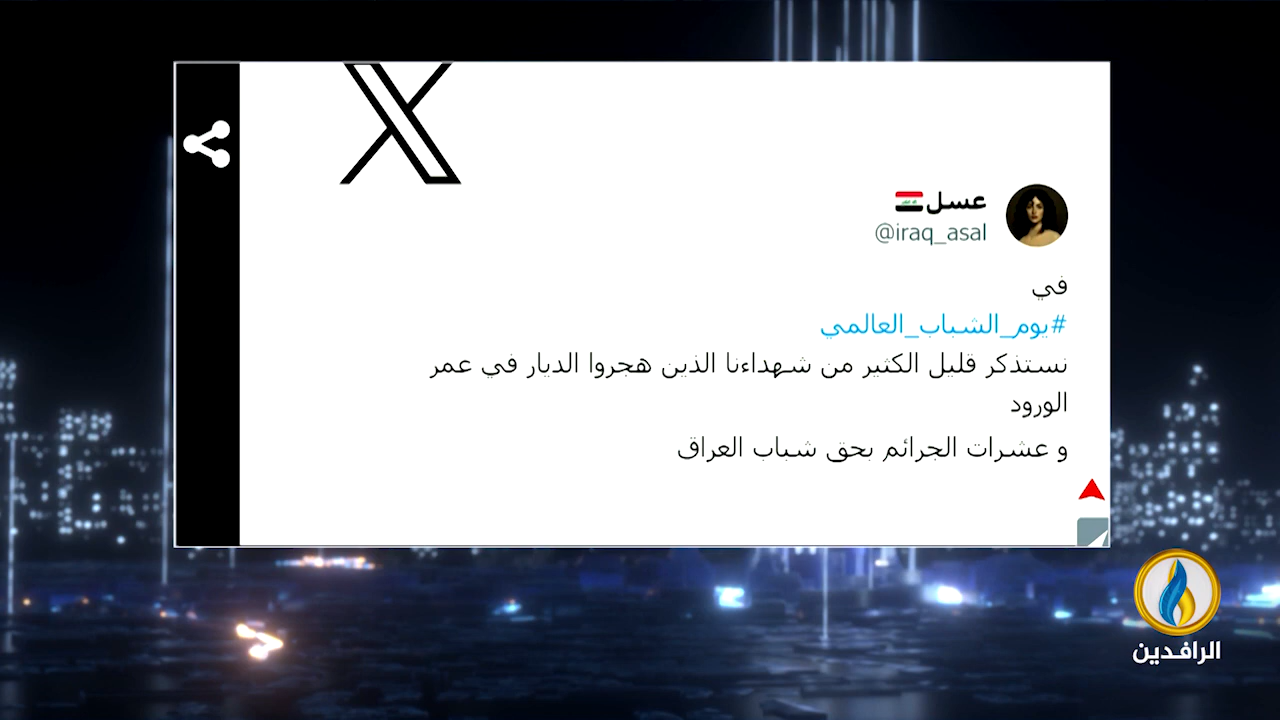 عسل
@iraq_asal
في
#يوم_الشباب_العالمي
نستذكر قليل الكثير من شهداءنا الذين هجروا الديار في عمر
الورود
و عشرات الجرائم بحق شباب العراق
الرافدين